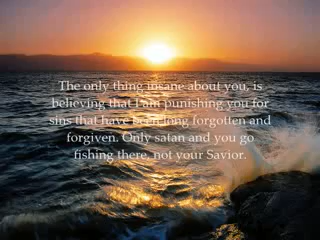 The only thing insane about you, is
believing that I am punishing you for
sins that have been long forgotten and
forgiven. Only satan and you go
fishing there, not your Savior.